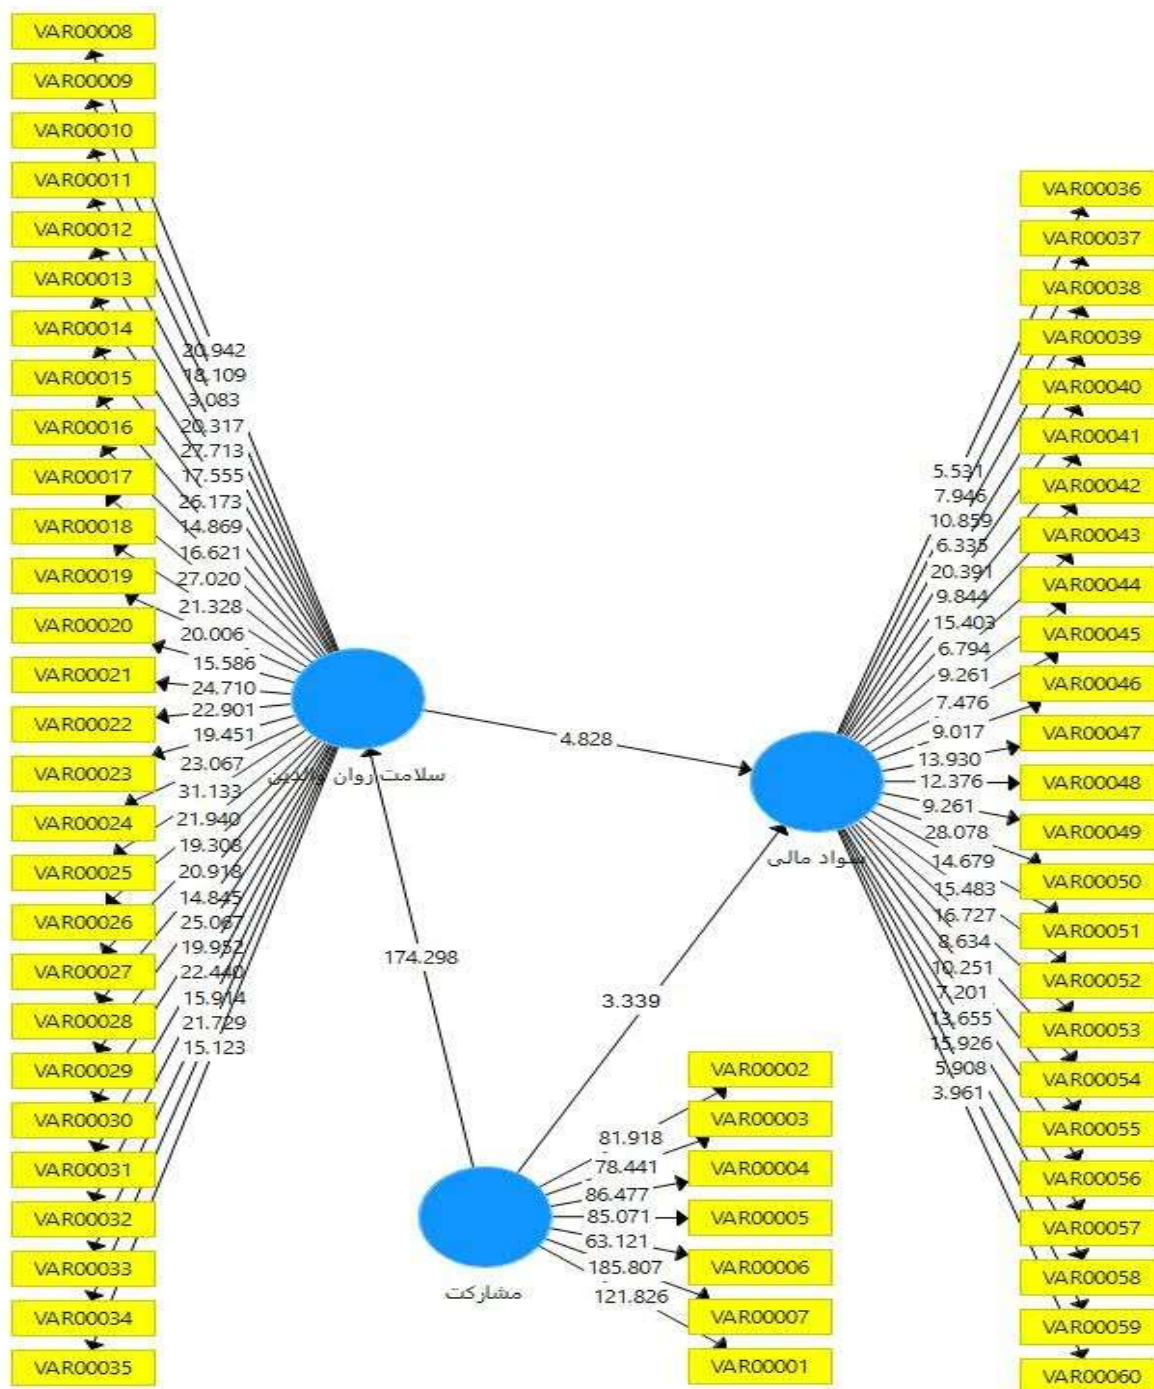 VAR00008
VAR00009
VAR00010
VAR00011
VAR00012
VAR00013
VAR00014
VAR00015
VAR00016
VAR00017
VAR00018
VAR00019
VAR00020
VAR00021
VAR00022
VAR00023
VAR00024
VAR00025
VAR00026
VAR00027
VAR00028
VAR00029
VAR00030
VAR00031
VAR00032
VAR00033
VAR00034
VAR00035
20.942
18.109
3.083
20.317
27.713
17.555
26.173
14.869
16.621
27.020
21.328
20.006
15.586
24.710
22.901
19.451
23.067
31.133
21.940
19.308
20.918
14.845
25.067
19.952
22.440
15.914
21.729
15.123
سلامت روان والدین
4.828
174.298
3.339
مشارکت
81.918
78.441
86.477
85.071
63.121
185.807
121.826
VAR00002
VAR00003
VAR00004
VAR00005
VAR00006
VAR00007
VAR00001
سواد مالی
5.531
7.946
10.859
6.335
20.391
9.844
15.403
6.794
9.261
7.476
9.017
13.930
12.376
9.261
28.078
14.679
15.483
16.727
8.634
10.251
7.201
13.655
15.926
5.908
3.961
VAR00036
VAR00037
VAR00038
VAR00039
VAR00040
VAR00041
VAR00042
VAR00043
VAR00044
VAR00045
VAR00046
VAR00047
VAR00048
VAR00049
VAR00050
VAR00051
VAR00052
VAR00053
VAR00054
VAR00055
VAR00056
VAR00057
VAR00058
VAR00059
VAR00060